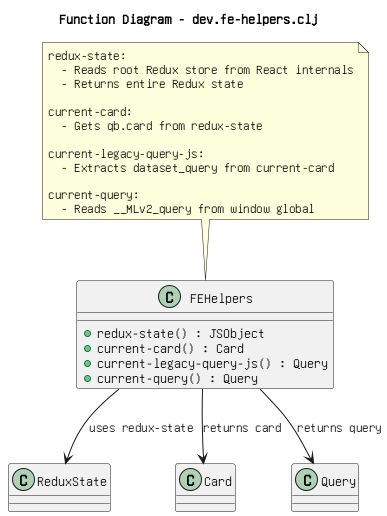 Function Diagram - dev.fe-helpers.clj
redux-state:
- Reads root Redux store from React internals
- Returns entire Redux state
current-card:
- Gets qb.card from redux-state
current-legacy-query-js:
- Extracts dataset_query from current-card
current-query:
- Reads __MLv2_query from window global
C FEHelpers
redux-state() : JSObject
current-card() : Card
current-legacy-query-js() : Query
current-query() : Query
uses redux-state
returns card
returns query
C ReduxState
C Card
C Query